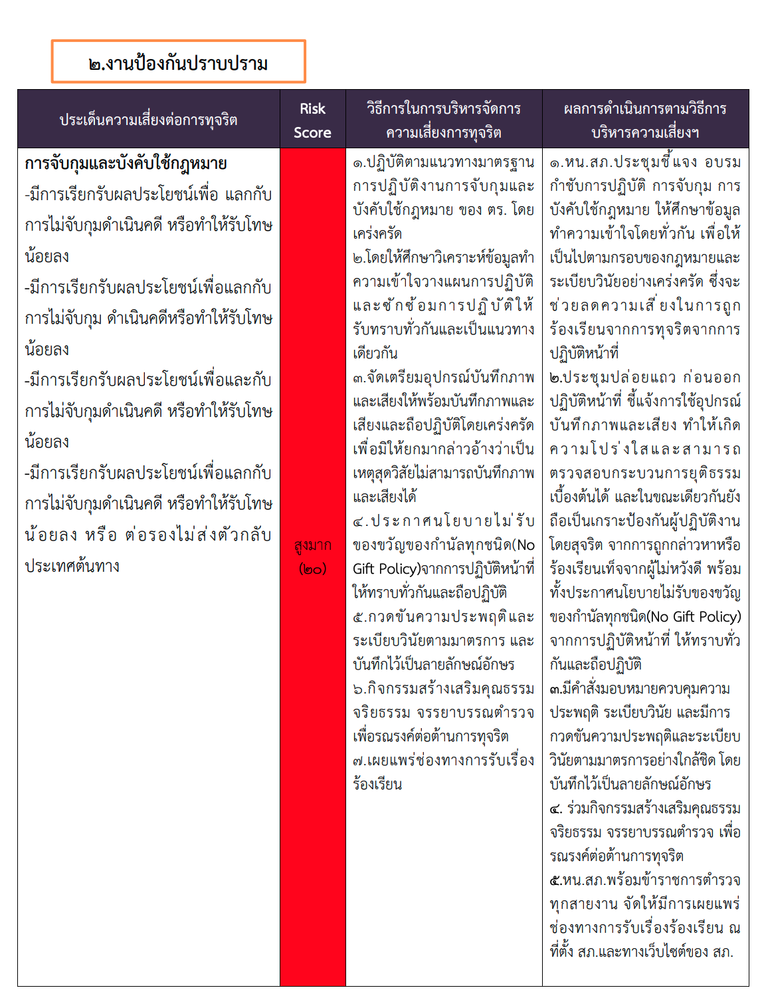 ๒.งานป้องกันปราบปราม
ประเด็นความเสี่ยงต่อการทุจริต
Risk
Score
วิธีการในการบริหารจัดการ
ความเสี่ยงการทุจริต
ผลการดำเนินการตามวิธีการ
บริหารความเสี่ยงฯ
การจับกุมและบังคับใช้กฎหมาย
-มีการเรียกรับผลประโยชน์เพื่อ แลกกับ
การไม่จับกุมดำเนินคดี หรือทำให้รับโทษ
น้อยลง
-มีการเรียกรับผลประโยชน์เพื่อแลกกับ
การไม่จับกุม ดำเนินคดีหรือทำให้รับโทษ
น้อยลง
-มีการเรียกรับผลประโยชน์เพื่อและกับ
การไม่จับกุมดำเนินคดี หรือทำให้รับโทษ
น้อยลง
-มีการเรียกรับผลประโยชน์เพื่อแลกกับ
การไม่จับกุมดำเนินคดี หรือทำให้รับโทษ
น้อยลง หรือ ต่อรองไม่ส่งตัวกลับ
ประเทศต้นทาง
สูงมาก
(๒๐)
๑.ปฏิบัติตามแนวทางมาตรฐาน
การปฏิบัติงานการจับกุมและ
บังคับใช้กฎหมาย ของ ตร. โดย
เคร่งครัด
๒.โดยให้ศึกษาวิเคราะห์ข้อมูลทำ
ความเข้าใจวางแผนการปฏิบัติ
และซักซ้อมการปฏิบัติให้
รับทราบทั่วกันและเป็นแนวทาง
เดียวกัน
๓.จัดเตรียมอุปกรณ์บันทึกภาพ
และเสียงให้พร้อมบันทึกภาพและ
เสียงและถือปฏิบัติโดยเคร่งครัด
เพื่อมิให้ยกมากล่าวอ้างว่าเป็น
เหตุสุดวิสัยไม่สามารถบันทึกภาพ
และเสียงได้
๔.ประกาศนโยบายไม่รับ
ของขวัญของกำนัลทุกชนิด(No
Gift Policy)จากการปฏิบัติหน้าที่
ให้ทราบทั่วกันและถือปฏิบัติ
๕.กวดขันความประพฤติและ
ระเบียบวินัยตามมาตรการ และ
บันทึกไว้เป็นลายลักษณ์อักษร
๖.กิจกรรมสร้างเสริมคุณธรรม
จริยธรรม จรรยาบรรณตำรวจ
เพื่อรณรงค์ต่อต้านการทุจริต
๗.เผยแพร่ช่องทางการรับเรื่อง
ร้องเรียน
๑.หน.สภ.ประชุมชี้แจง อบรม
กำชับการปฏิบัติ การจับกุม การ
บังคับใช้กฎหมาย ให้ศึกษาข้อมูล
ทำความเข้าใจโดยทั่วกัน เพื่อให้
เป็นไปตามกรอบของกฎหมายและ
ระเบียบวินัยอย่างเคร่งครัด ซึ่งจะ
ช่วยลดความเสี่ยงในการถูก
ร้องเรียนจากการทุจริตจากการ
ปฏิบัติหน้าที่
๒.ประชุมปล่อยแถว ก่อนออก
ปฏิบัติหน้าที่ ชี้แจ้งการใช้อุปกรณ์
บันทึกภาพและเสียง ทำให้เกิด
ความโปร่งใสและสามารถ
ตรวจสอบกระบวนการยุติธรรม
เบื้องต้นได้ และในขณะเดียวกันยัง
ถือเป็นเกราะป้องกันผู้ปฏิบัติงาน
โดยสุจริต จากการถูกกล่าวหาหรือ
ร้องเรียนเท็จจากผู้ไม่หวังดี พร้อม
ทั้งประกาศนโยบายไม่รับของขวัญ
ของกำนัลทุกชนิด(No Gift Policy)
จากการปฏิบัติหน้าที่ ให้ทราบทั่ว
กันและถือปฏิบัติ
๓.มีคำสั่งมอบหมายควบคุมความ
ประพฤติ ระเบียบวินัย และมีการ
กวดขันความประพฤติและระเบียบ
วินัยตามมาตรการอย่างใกล้ชิด โดย
บันทึกไว้เป็นลายลักษณ์อักษร
๔. ร่วมกิจกรรมสร้างเสริมคุณธรรม
จริยธรรม จรรยาบรรณตำรวจ เพื่อ
รณรงค์ต่อต้านการทุจริต
๕.หน.สภ.พร้อมข้าราชการตำรวจ
ทุกสายงาน จัดให้มีการเผยแพร่
ช่องทางการรับเรื่องร้องเรียน ณ
ที่ตั้ง สภ.และทางเว็บไซต์ของ สภ.